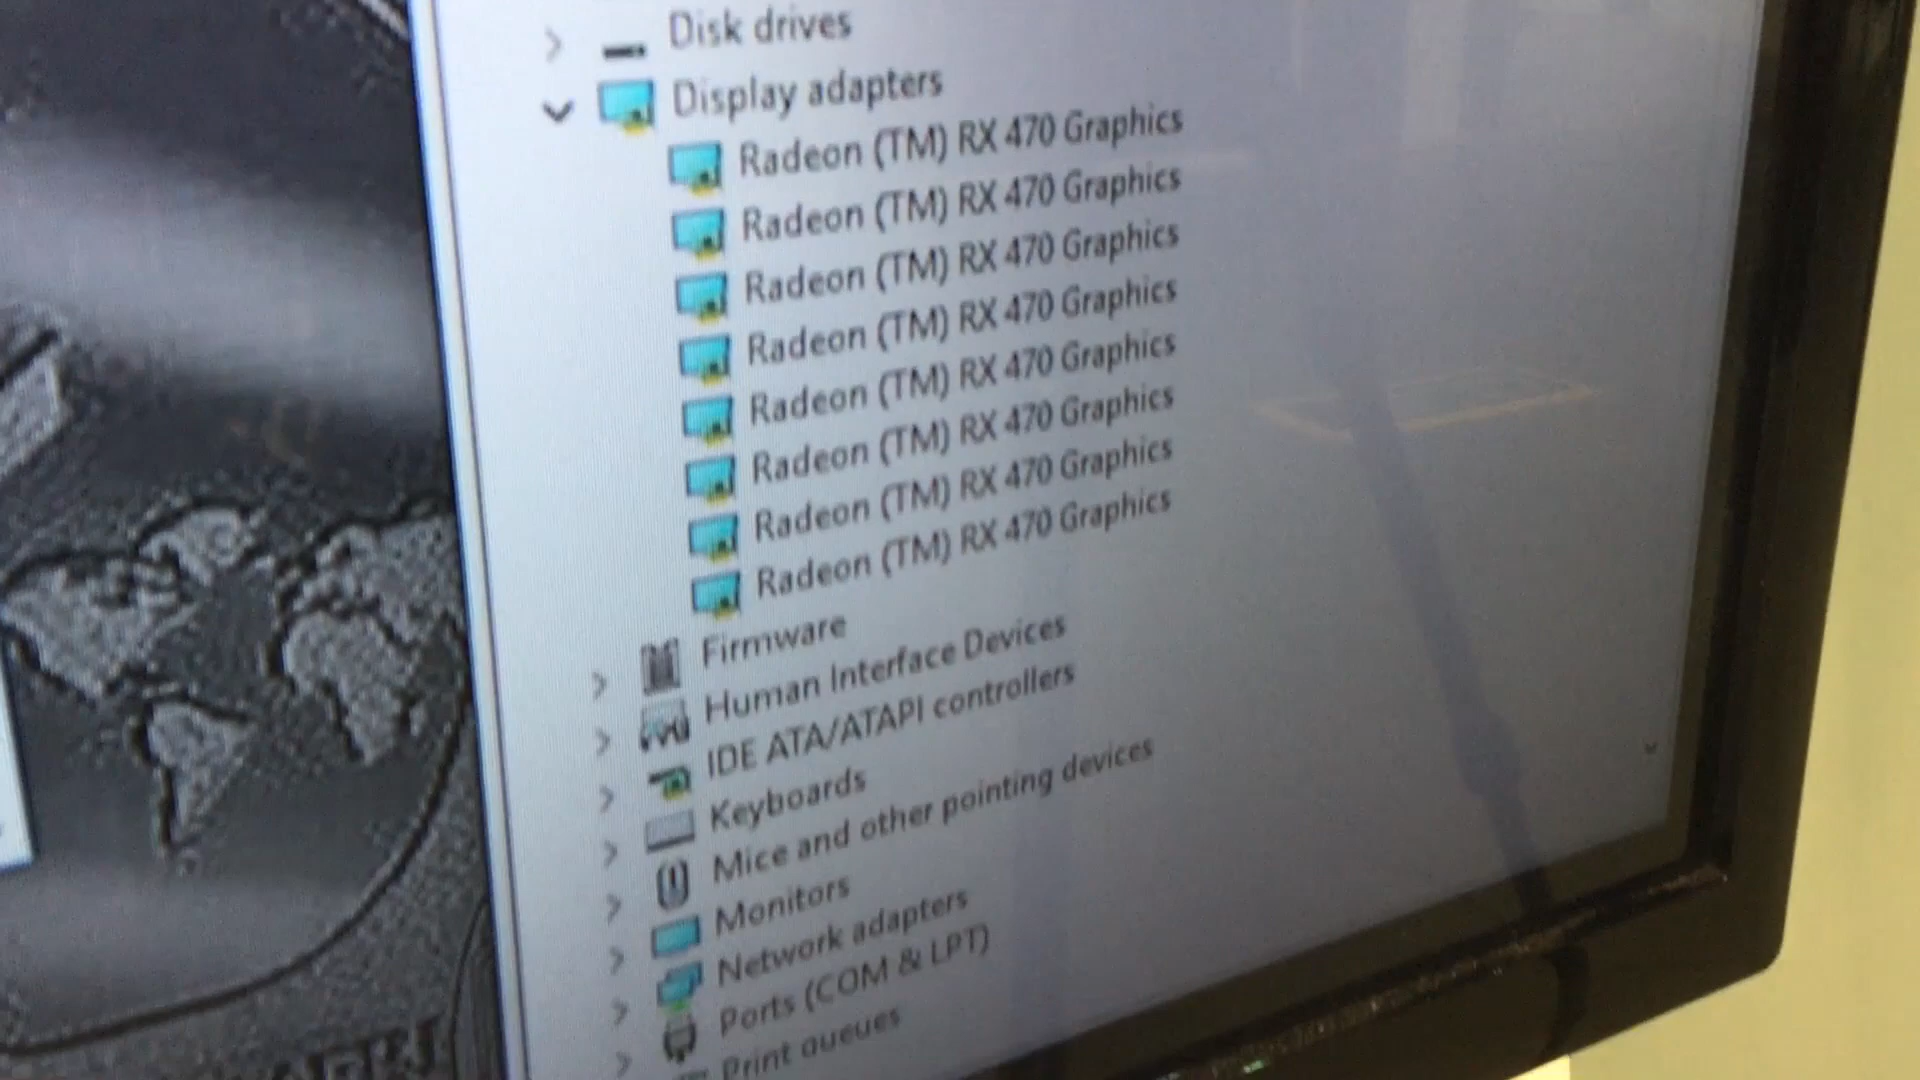 Disk drives
Display adapters
Radeon (TM) RX 470 Graphics
Radeon (TM) RX 470 Graphics
Radeon (TM) RX 470 Graphics
Radeon (TM) RX 470 Graphics
Radeon (TM) RX 470 Graphics
Radeon (TM) RX 470 Graphics
Radeon (TM) RX 470 Graphics
Radeon (TM) RX 470 Graphics
Firmware
Human Interface Devices
IDE ATA/ATAPI controllers
Keyboards
Mice and other pointing devices
Monitors
Network adapters
Ports (COM & LPT)
Print queues